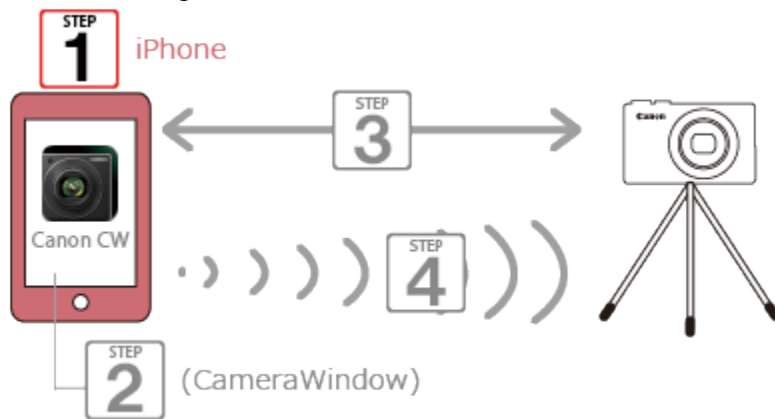 STEP
1
iPhone
STEP
3
Canon
Canon CW
STEP
4
STEP
2
(CameraWindow)